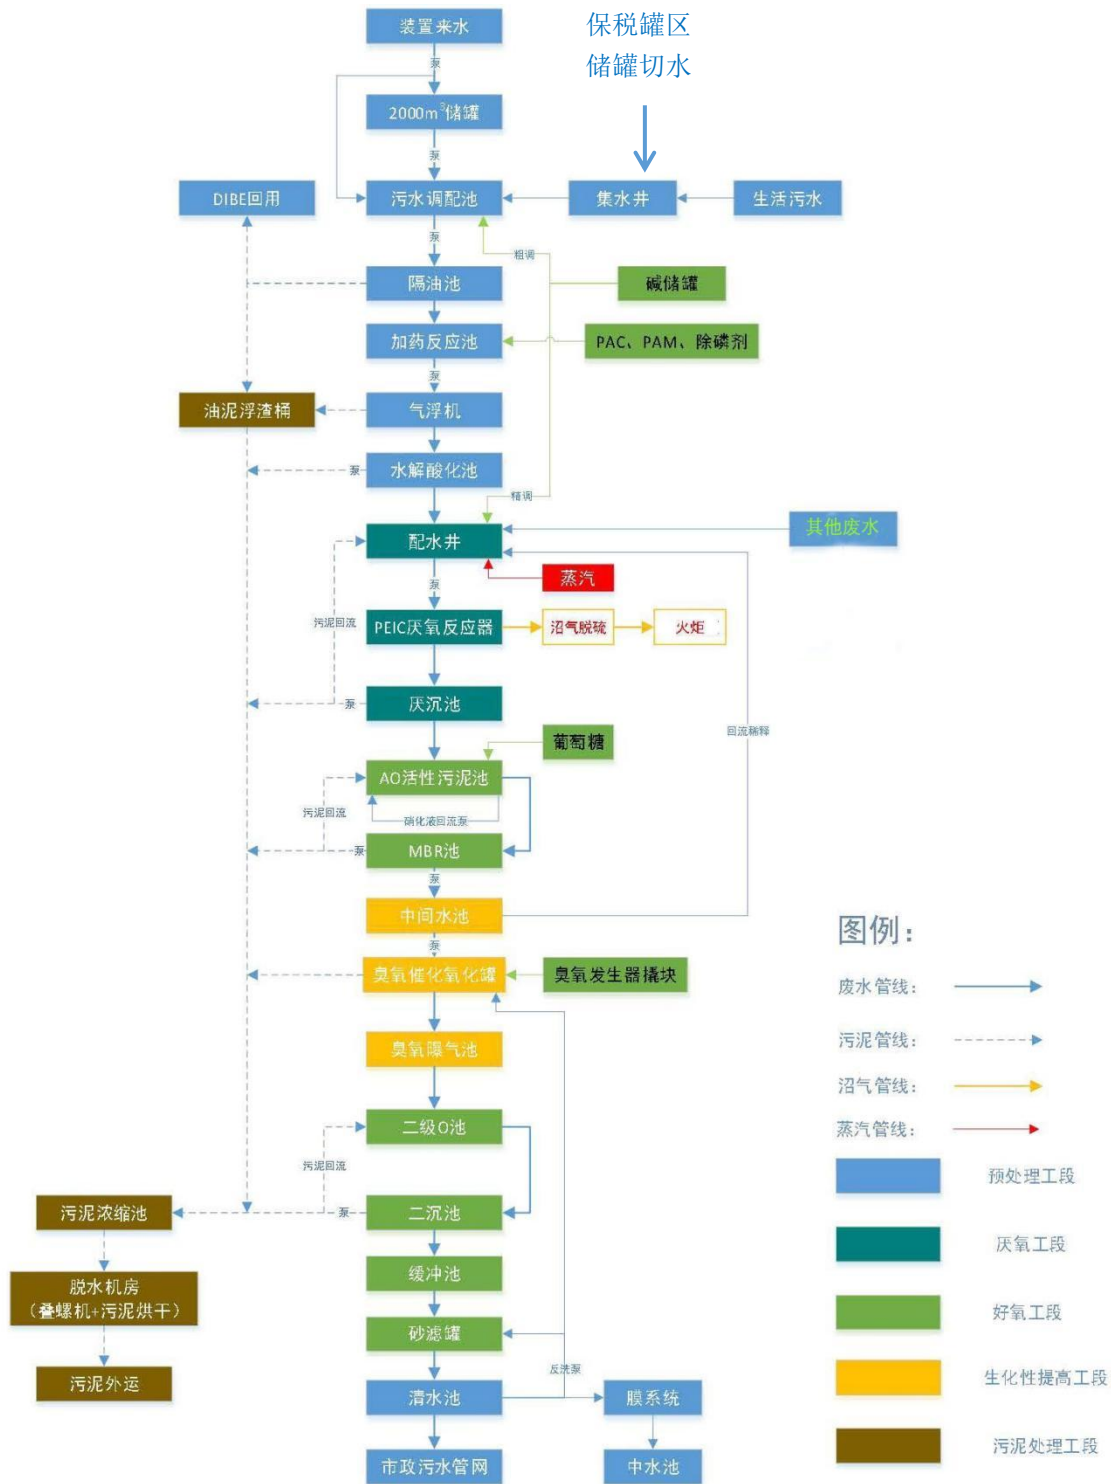 装置来水
保税罐区
储罐切水
泵
2000m³储罐
泵
DIBE回用
污水调配池
集水井
生活污水
泵
粗调
隔油池
碱储罐
加药反应池
PAC、PAM、除磷剂
泵
油泥浮渣桶
气浮机
泵
水解酸化池
精调
配水井
其他废水
泵
蒸汽
污泥回流
PEIC厌氧反应器
沼气脱硫
火炬
泵
厌沉池
回流稀释
葡萄糖
AO活性污泥池
污泥回流
硝化液回流泵
泵
MBR池
泵
中间水池
泵
臭氧催化氧化罐
臭氧发生器撬块
臭氧曝气池
二级O池
污泥回流
污泥浓缩池
泵
二沉池
脱水机房
（叠螺机+污泥烘干）
缓冲池
砂滤罐
反洗泵
污泥外运
清水池
膜系统
市政污水管网
中水池
图例：
废水管线：
污泥管线：
沼气管线：
蒸汽管线：
预处理工段
厌氧工段
好氧工段
生化性提高工段
污泥处理工段